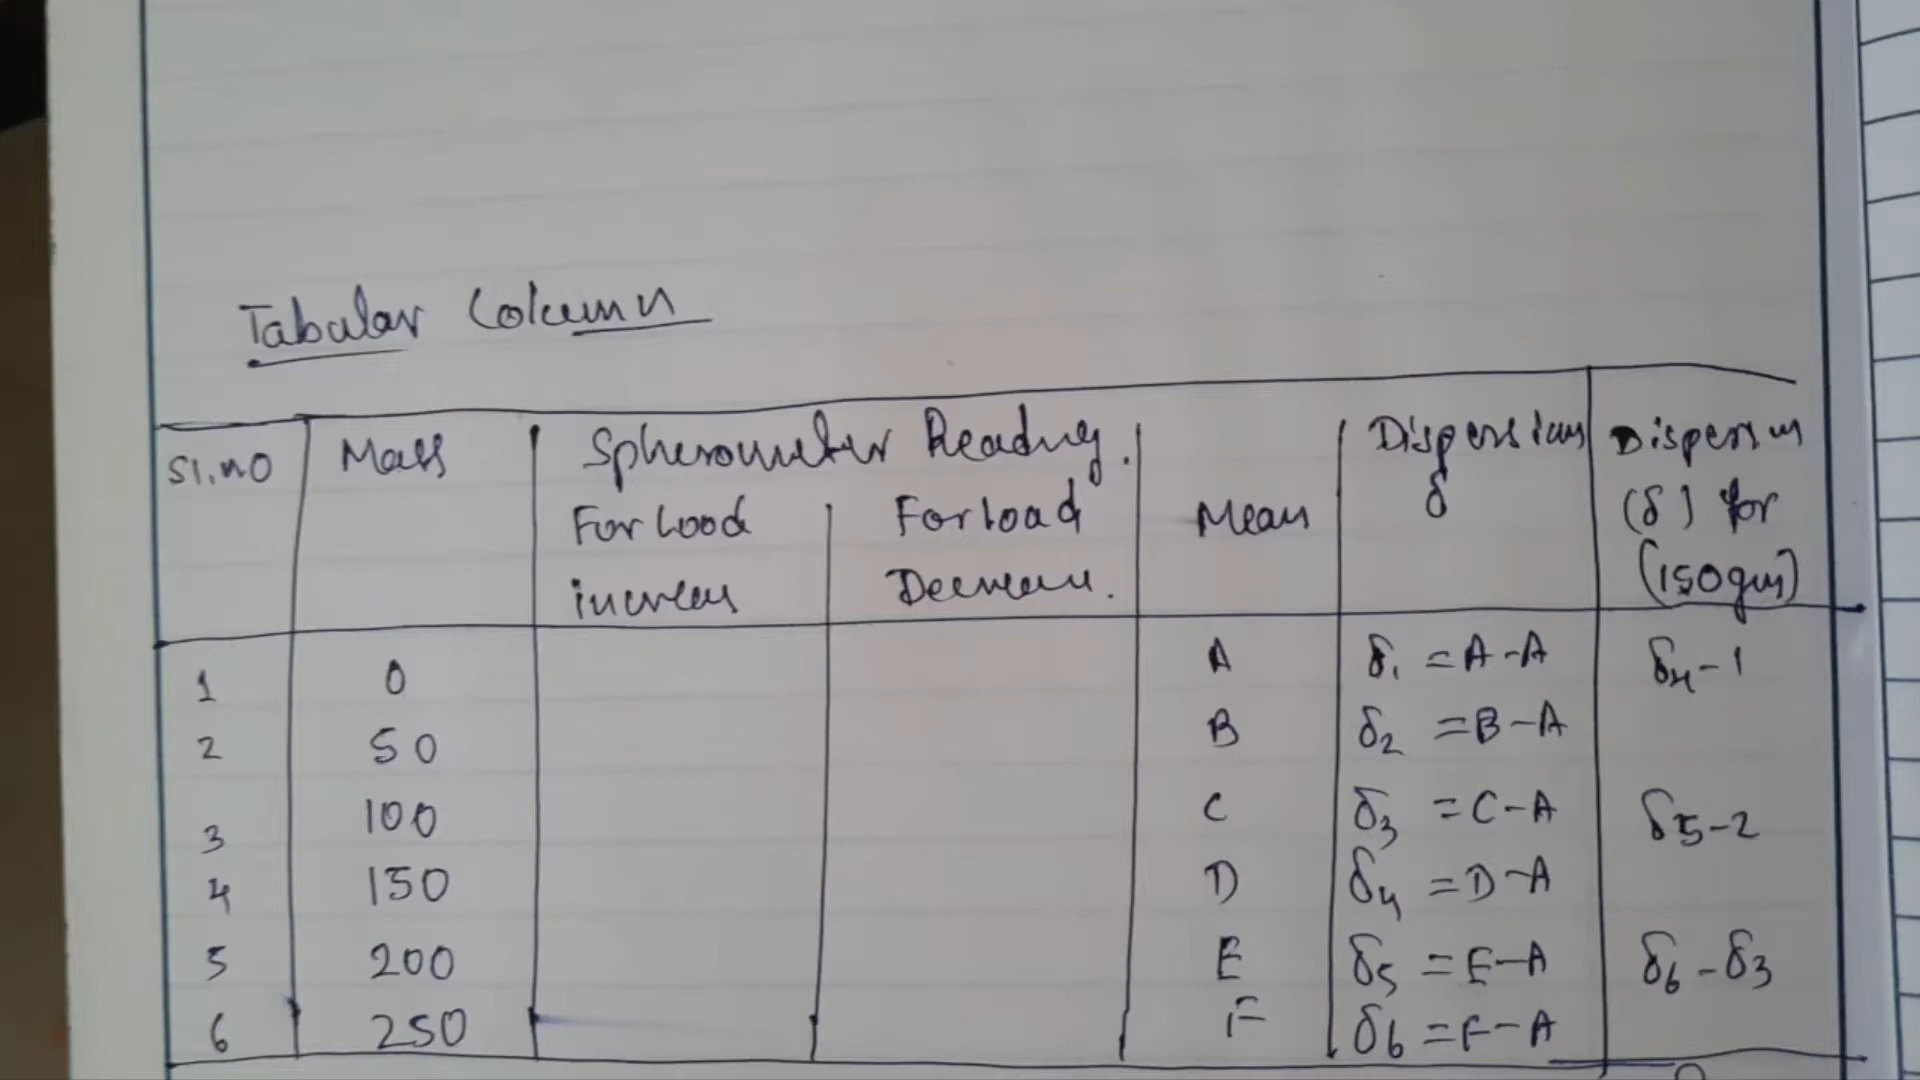 Tabular Column
Sl.no Mass Spherometer Reading. Mean Dispersion δ Dispersion (δ) for (150gm)
For Load increas For load Decrease.
1 0 A δ1 = A-A δ4-1
2 50 B δ2 = B-A
3 100 C δ3 = C-A δ5-2
4 150 D δ4 = D-A
5 200 E δ5 = E-A δ6-δ3
6 250 F δ6 = F-A